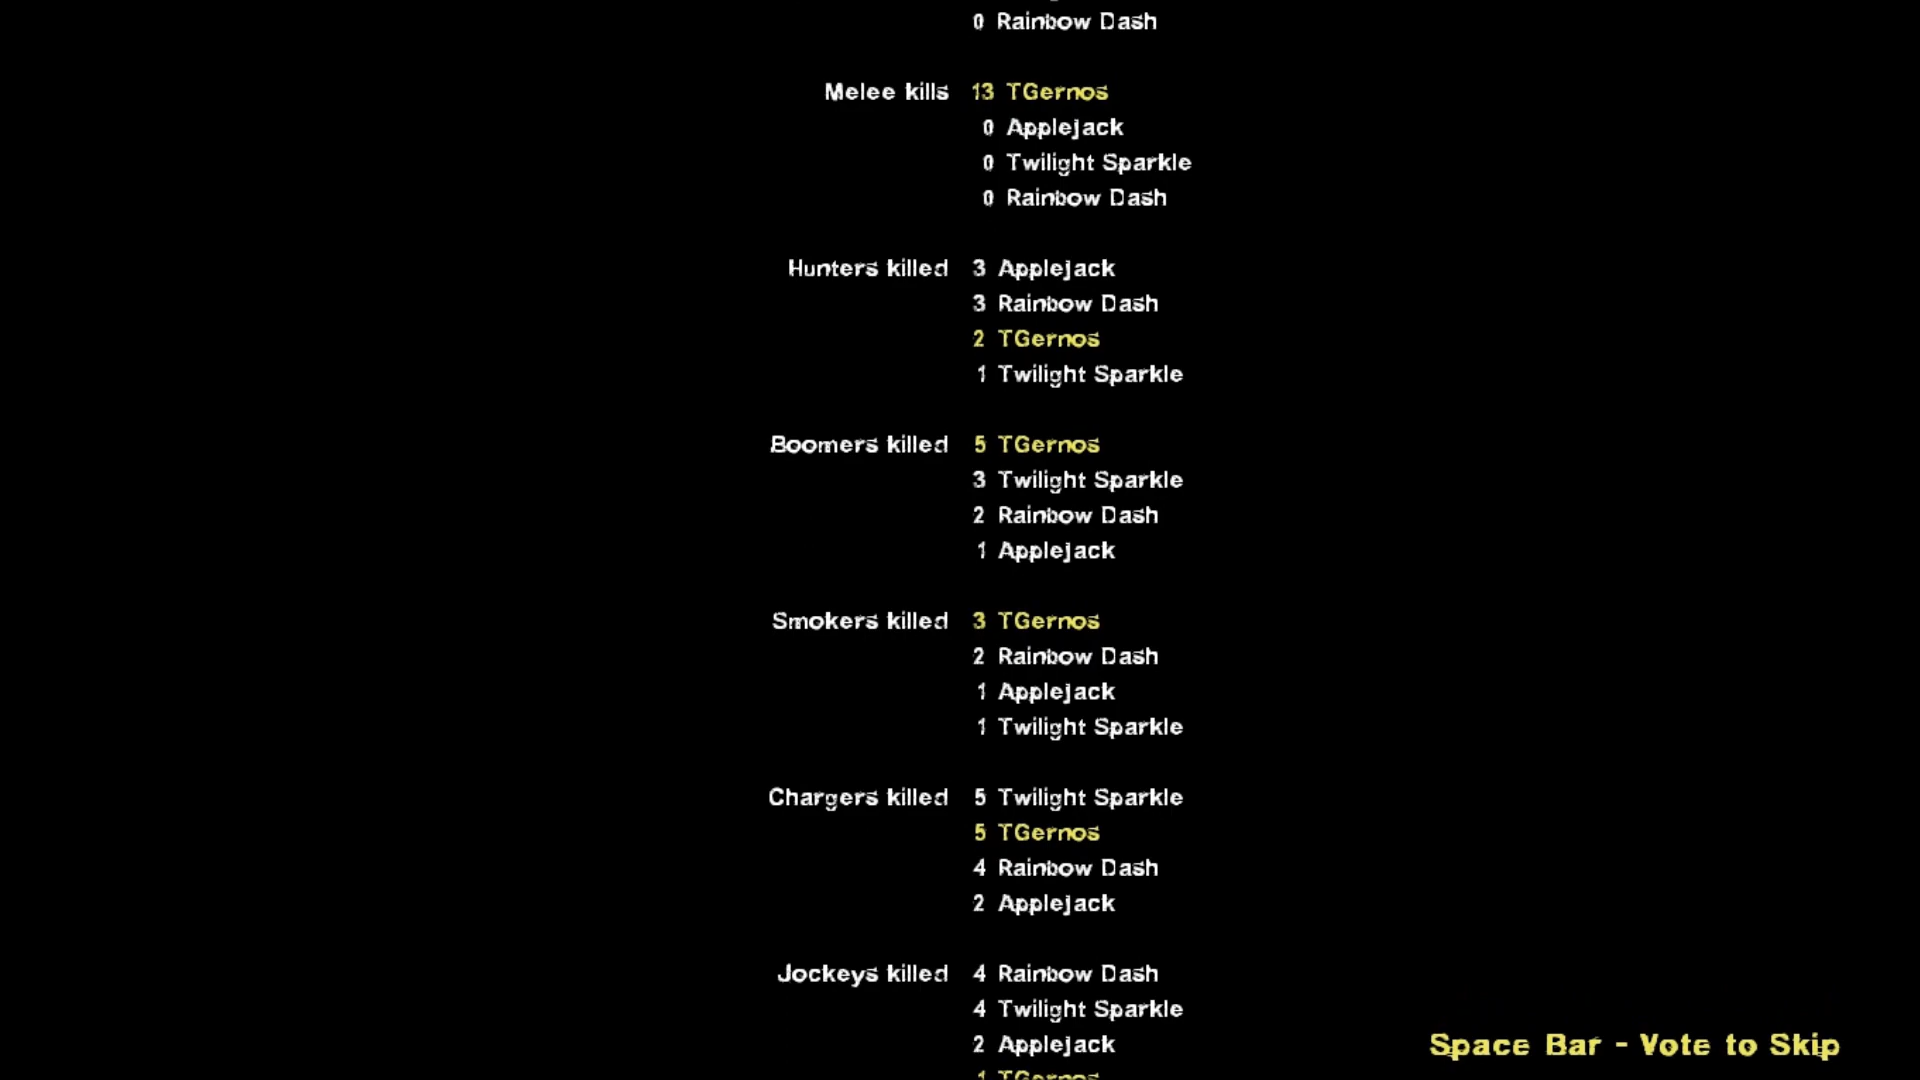 0 Rainbow Dash
Melee kills 13 TGernos
0 Applejack
0 Twilight Sparkle
0 Rainbow Dash
Hunters killed 3 Applejack
3 Rainbow Dash
2 TGernos
1 Twilight Sparkle
Boomers killed 5 TGernos
3 Twilight Sparkle
2 Rainbow Dash
1 Applejack
Smokers killed 3 TGernos
2 Rainbow Dash
1 Applejack
1 Twilight Sparkle
Chargers killed 5 Twilight Sparkle
5 TGernos
4 Rainbow Dash
2 Applejack
Jockeys killed 4 Rainbow Dash
4 Twilight Sparkle
2 Applejack
1 TGernos
Space Bar - Vote to Skip